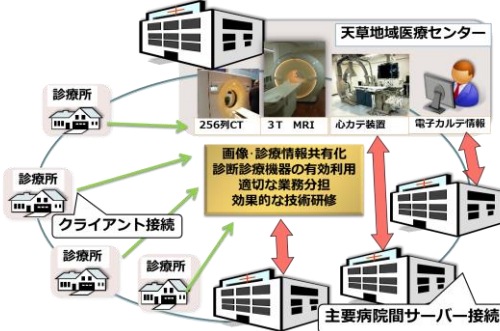 天草地域医療センター
診療所
256列CT
3T MRI
心カテ装置
電子カルテ情報
画像・診療情報共有化
診断診療機器の有効利用
適切な業務分担
効果的な技術研修
診療所
クライアント接続
診療所
診療所
主要病院間サーバー接続